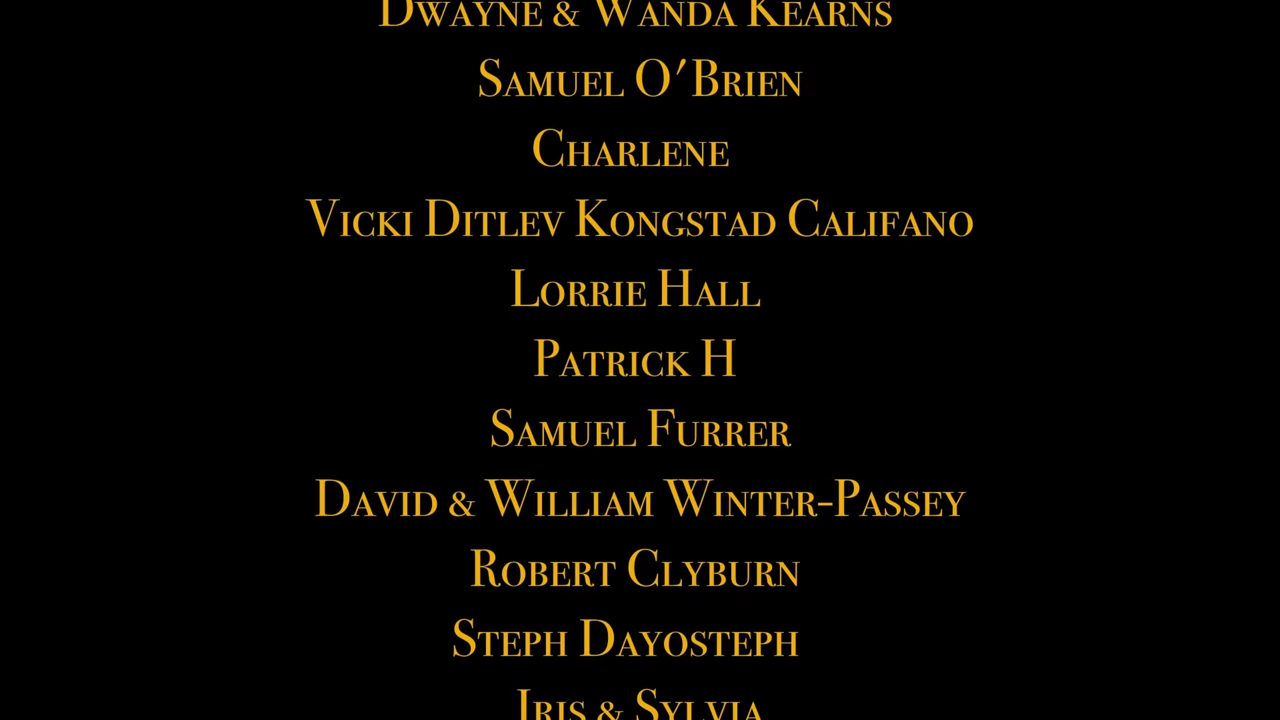 Dwayne & Wanda Kearns
Samuel O'Brien
Charlene
Vicki Ditlev Kongstad Califano
Lorrie Hall
Patrick H
Samuel Furrer
David & William Winter-Passey
Robert Clyburn
Steph Dayosteph
Iris & Sylvia